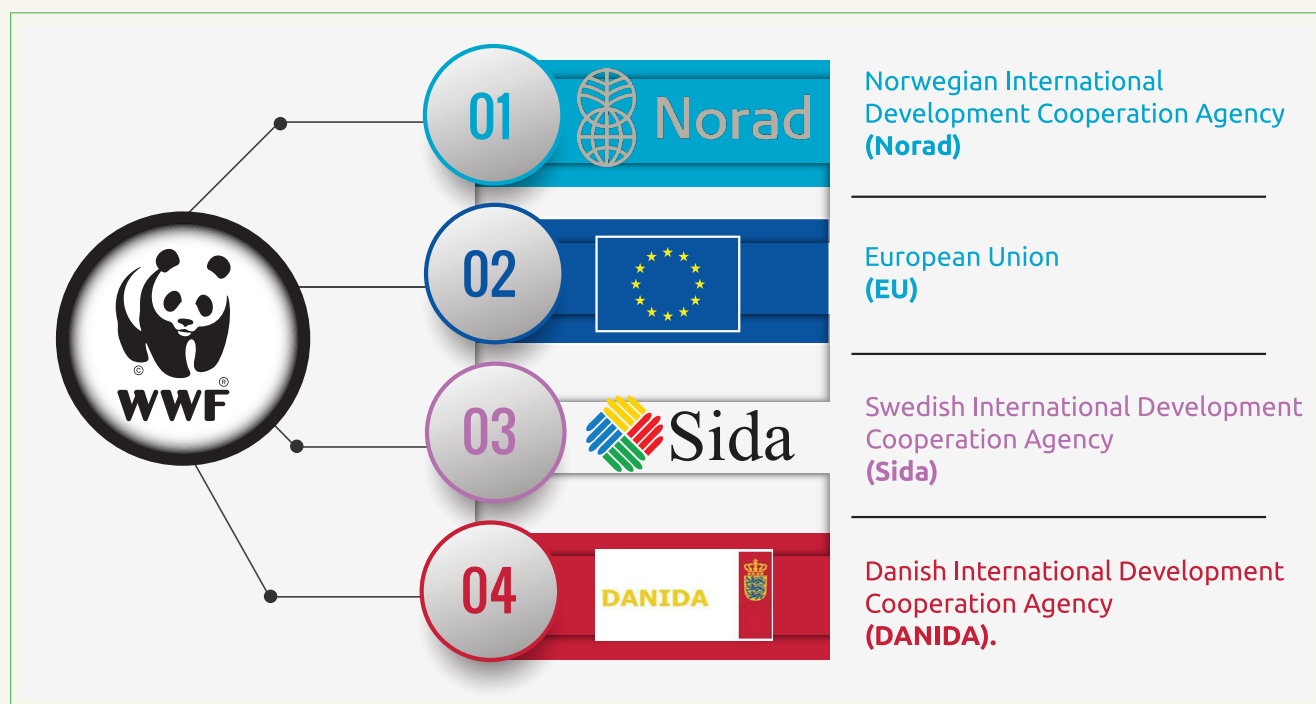 01
Norad
Norwegian International
Development Cooperation Agency
(Norad)
02
European Union
(EU)
© ®
WWF
03
Sida
Swedish International Development
Cooperation Agency
(Sida)
04
DANIDA
Danish International Development
Cooperation Agency
(DANIDA).